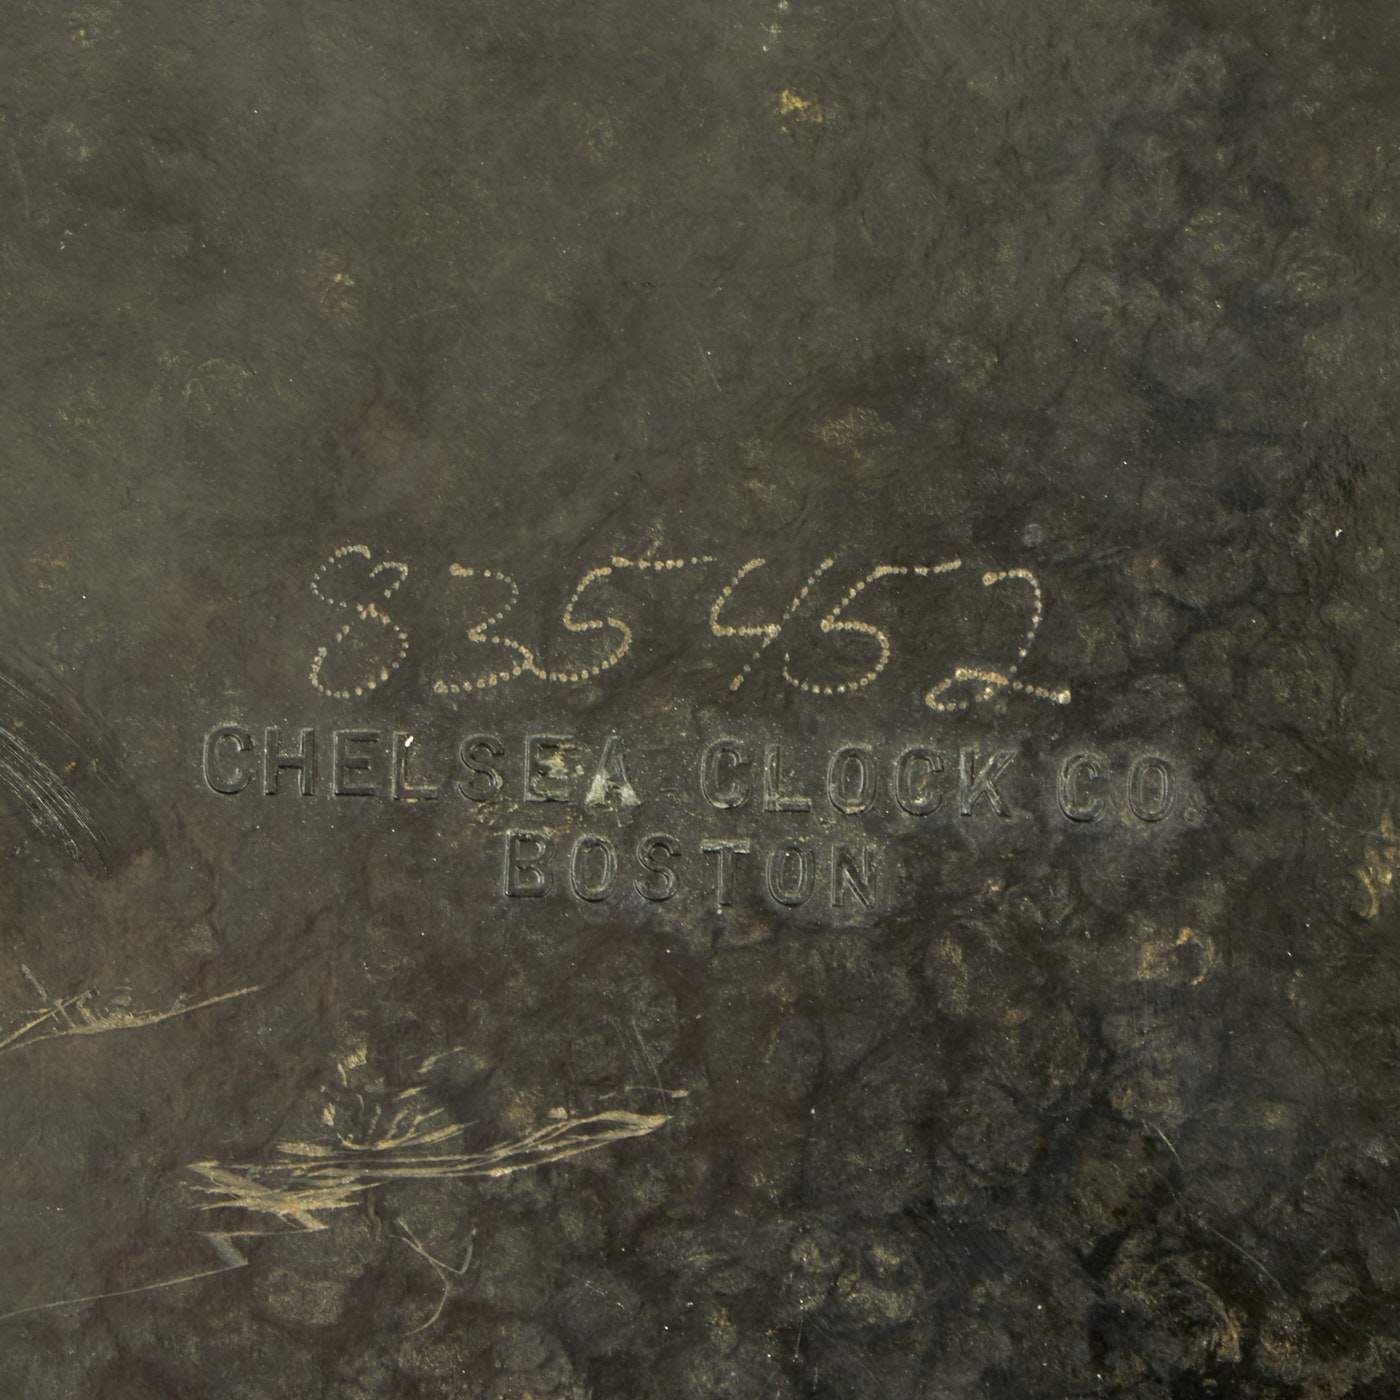 835452
CHELSEA CLOCK CO.
BOSTON